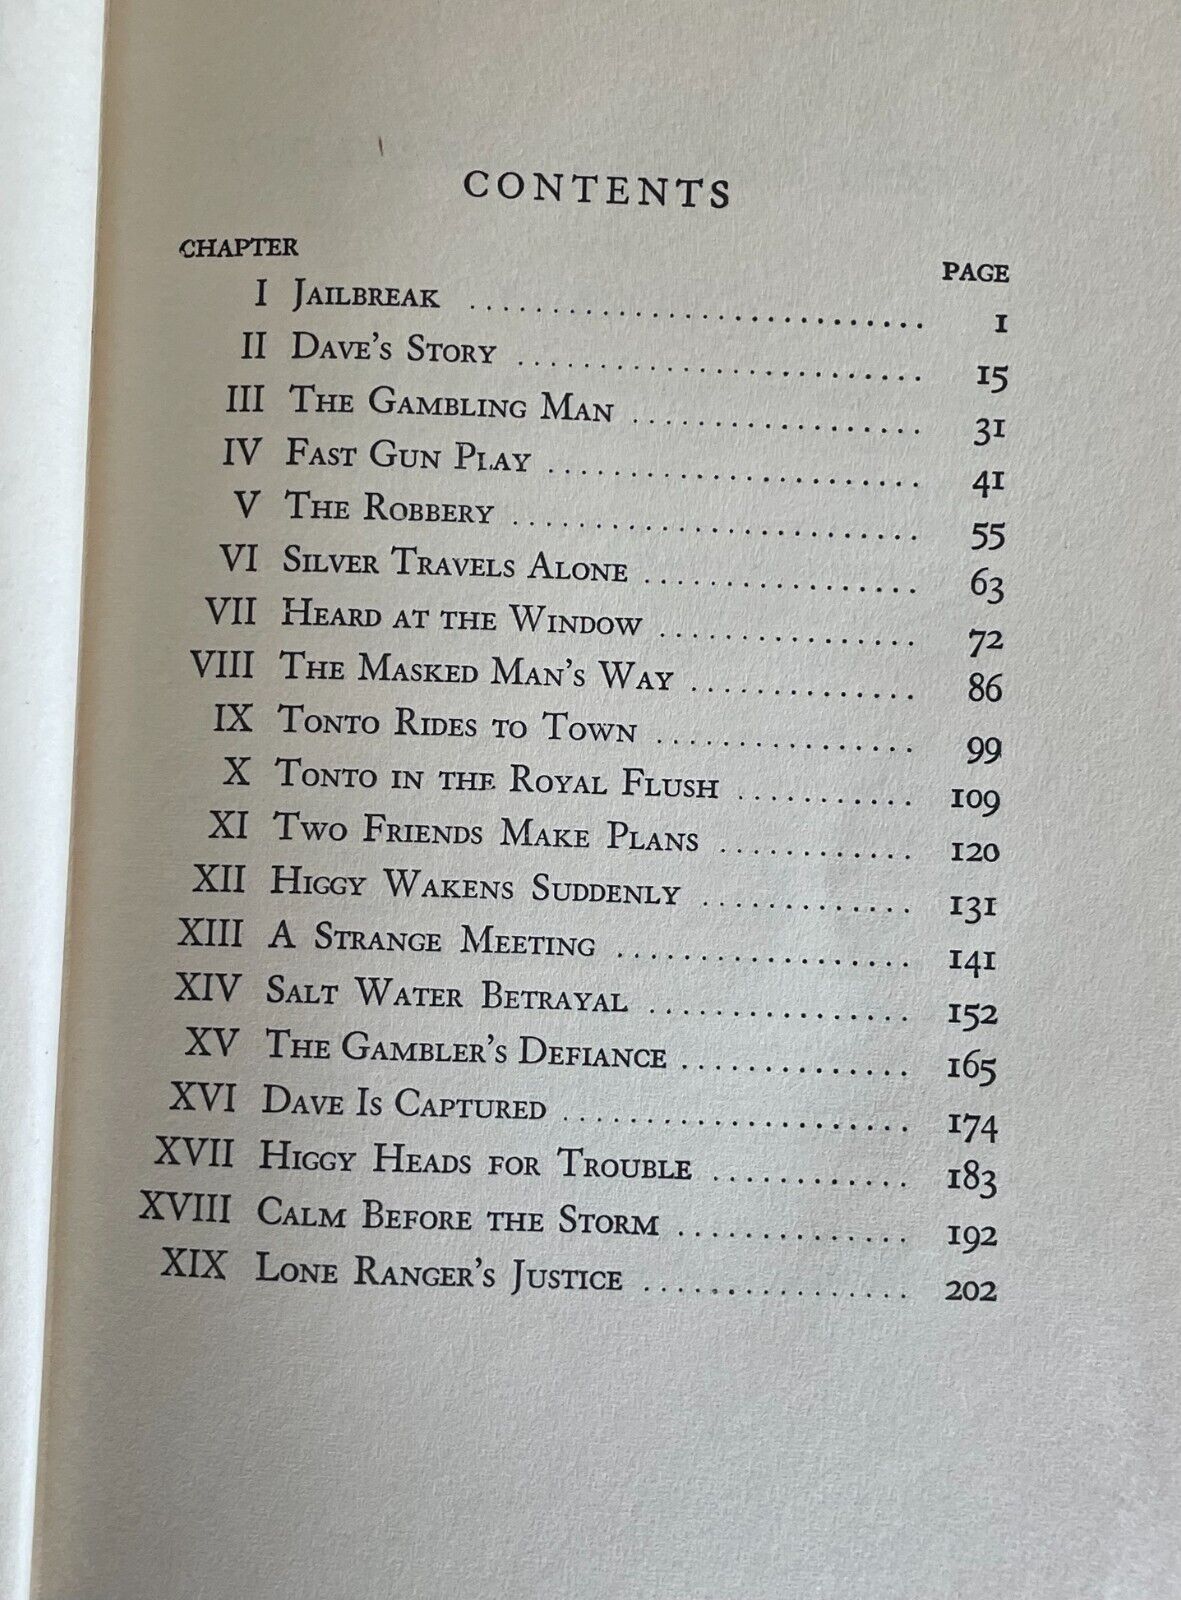 CONTENTS
CHAPTER PAGE
I JAILBREAK .............................. 1
II DAVE'S STORY ......................... 15
III THE GAMBLING MAN .................. 31
IV FAST GUN PLAY ....................... 41
V THE ROBBERY ......................... 55
VI SILVER TRAVELS ALONE ................. 63
VII HEARD AT THE WINDOW ................ 72
VIII THE MASKED MAN'S WAY .............. 86
IX TONTO RIDES TO TOWN ................ 99
X TONTO IN THE ROYAL FLUSH ........... 109
XI TWO FRIENDS MAKE PLANS ............ 120
XII HIGGY WAKENS SUDDENLY ............. 131
XIII A STRANGE MEETING .................. 141
XIV SALT WATER BETRAYAL ................ 152
XV THE GAMBLER'S DEFIANCE .............. 165
XVI DAVE IS CAPTURED ..................... 174
XVII HIGGY HEADS FOR TROUBLE ............ 183
XVIII CALM BEFORE THE STORM .............. 192
XIX LONE RANGER'S JUSTICE ................ 202